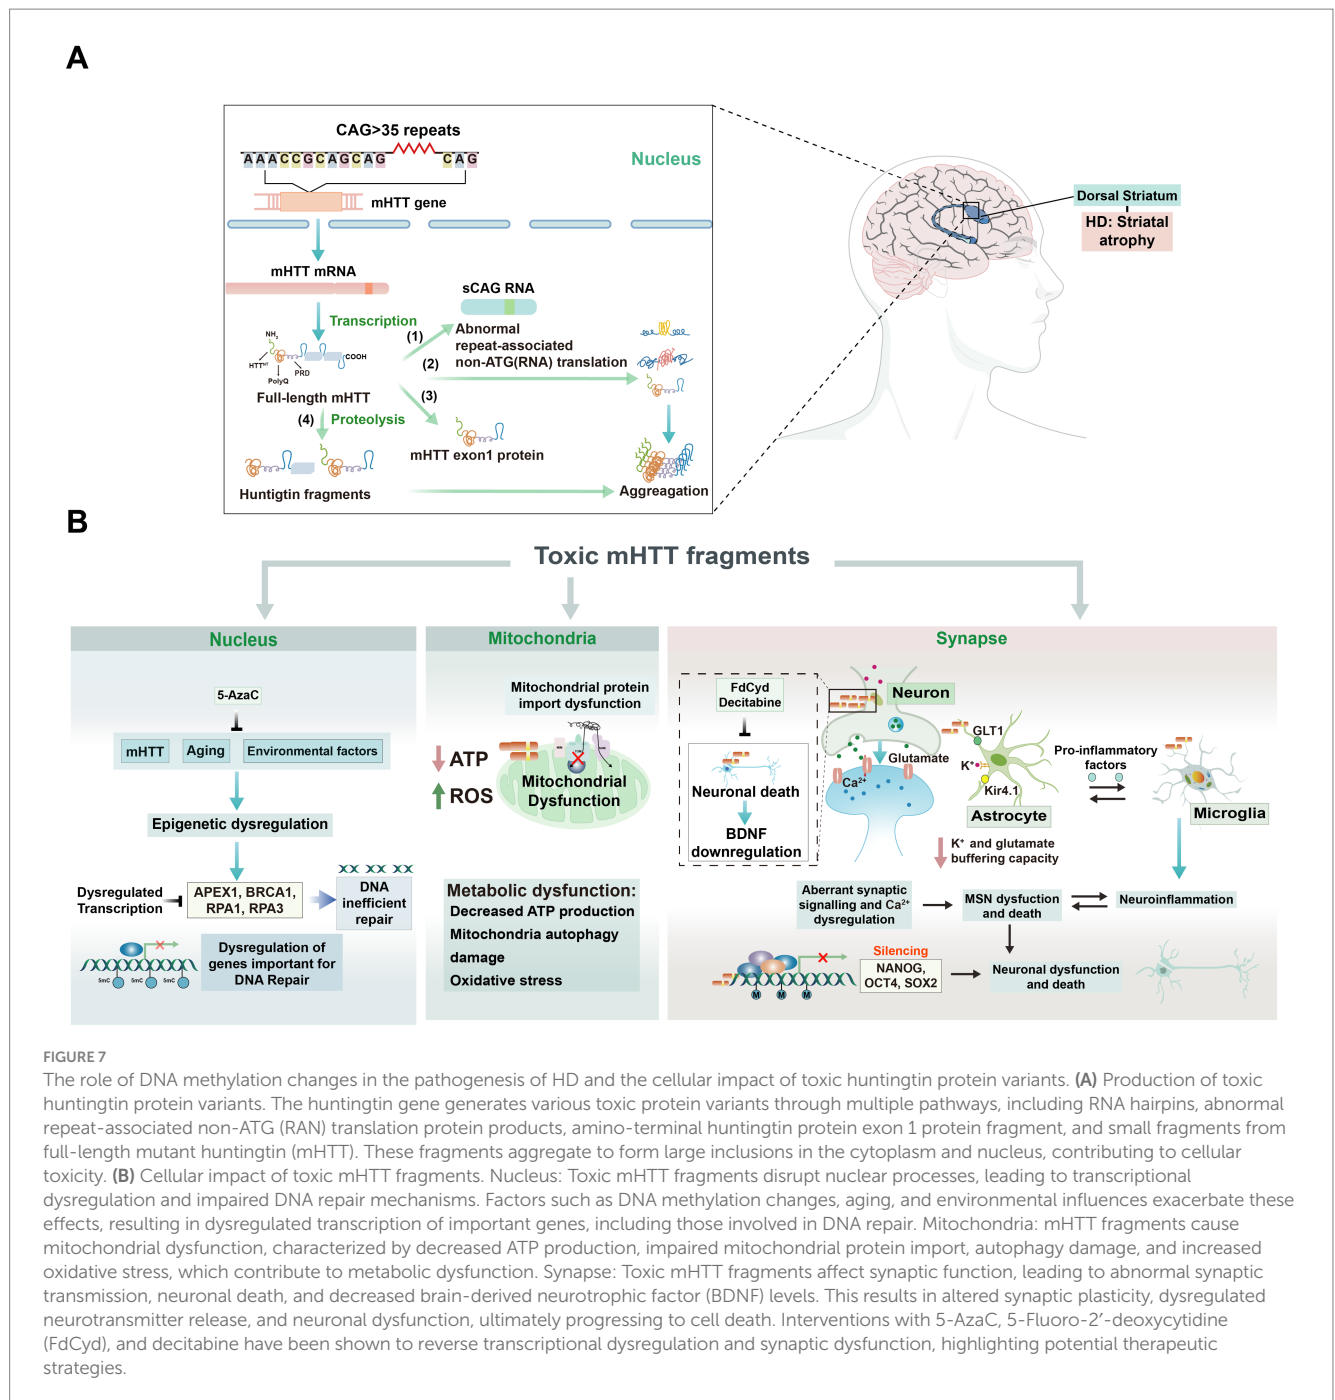 A
CAG>35 repeats
AAACCGCAGCAG CAG
Nucleus
mHTT gene
mHTT mRNA
Transcription
sCAG RNA
(1)
Abnormal
repeat-associated
non-ATG(RNA) translation
(2)
NH2
HTTNT
PolyQ
PRD
COOH
Full-length mHTT
(3)
(4)
Proteolysis
mHTT exon1 protein
Huntigtin fragments
Aggreagation
Dorsal Striatum
HD: Striatal
atrophy
B
Toxic mHTT fragments
Nucleus
5-AzaC
mHTT
Aging
Environmental factors
Epigenetic dysregulation
Dysregulated
Transcription
APEX1, BRCA1,
RPA1, RPA3
DNA
inefficient
repair
5mC 5mC 5mC
Dysregulation of
genes important for
DNA Repair
Mitochondria
Mitochondrial protein
import dysfunction
ATP
ROS
Mitochondrial
Dysfunction
Metabolic dysfunction:
Decreased ATP production
Mitochondria autophagy
damage
Oxidative stress
Synapse
FdCyd
Decitabine
Neuronal death
BDNF
downregulation
Neuron
Glutamate
Ca2+
GLT1
K+
Kir4.1
Astrocyte
K+ and glutamate
buffering capacity
Pro-inflammatory
factors
Microglia
Aberrant synaptic
signalling and Ca2+
dysregulation
MSN dysfuction
and death
Neuroinflammation
Silencing
NANOG,
OCT4, SOX2
M M M
Neuronal dysfunction
and death
FIGURE 7
The role of DNA methylation changes in the pathogenesis of HD and the cellular impact of toxic huntingtin protein variants. (A) Production of toxic
huntingtin protein variants. The huntingtin gene generates various toxic protein variants through multiple pathways, including RNA hairpins, abnormal
repeat-associated non-ATG (RAN) translation protein products, amino-terminal huntingtin protein exon 1 protein fragment, and small fragments from
full-length mutant huntingtin (mHTT). These fragments aggregate to form large inclusions in the cytoplasm and nucleus, contributing to cellular
toxicity. (B) Cellular impact of toxic mHTT fragments. Nucleus: Toxic mHTT fragments disrupt nuclear processes, leading to transcriptional
dysregulation and impaired DNA repair mechanisms. Factors such as DNA methylation changes, aging, and environmental influences exacerbate these
effects, resulting in dysregulated transcription of important genes, including those involved in DNA repair. Mitochondria: mHTT fragments cause
mitochondrial dysfunction, characterized by decreased ATP production, impaired mitochondrial protein import, autophagy damage, and increased
oxidative stress, which contribute to metabolic dysfunction. Synapse: Toxic mHTT fragments affect synaptic function, leading to abnormal synaptic
transmission, neuronal death, and decreased brain-derived neurotrophic factor (BDNF) levels. This results in altered synaptic plasticity, dysregulated
neurotransmitter release, and neuronal dysfunction, ultimately progressing to cell death. Interventions with 5-AzaC, 5-Fluoro-2′-deoxycytidine
(FdCyd), and decitabine have been shown to reverse transcriptional dysregulation and synaptic dysfunction, highlighting potential therapeutic
strategies.